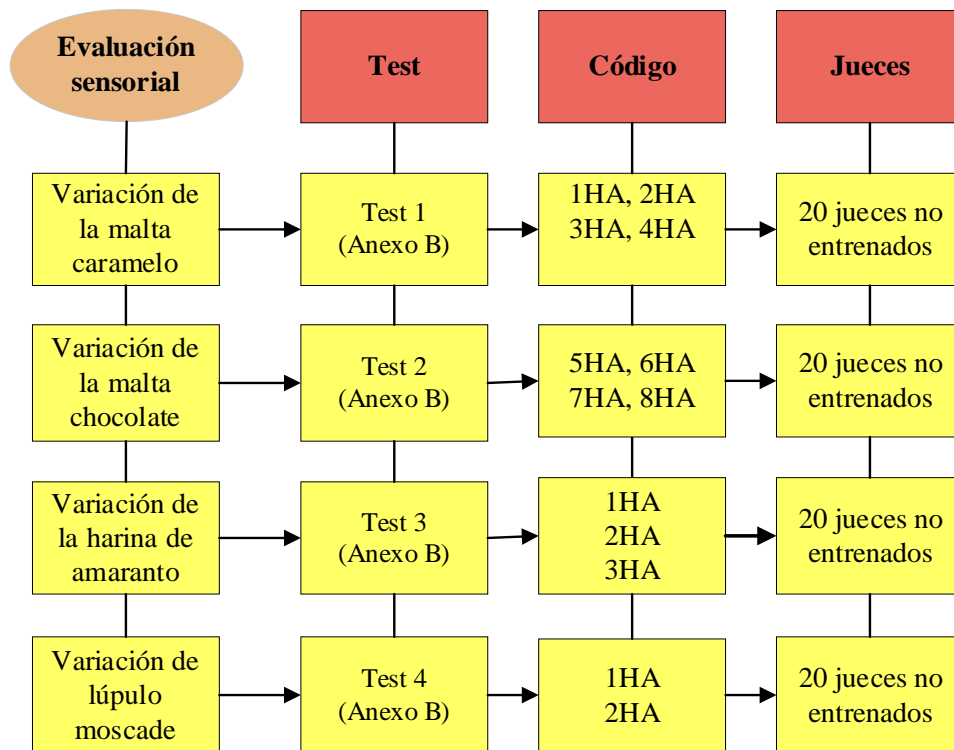 Evaluación
sensorial
Test
Código
Jueces
Variación de
la malta
caramelo
Test 1
(Anexo B)
1HA, 2HA
3HA, 4HA
20 jueces no
entrenados
Variación de
la malta
chocolate
Test 2
(Anexo B)
5HA, 6HA
7HA, 8HA
20 jueces no
entrenados
Variación de
la harina de
amaranto
Test 3
(Anexo B)
1HA
2HA
3HA
20 jueces no
entrenados
Variación de
lúpulo
moscade
Test 4
(Anexo B)
1HA
2HA
20 jueces no
entrenados